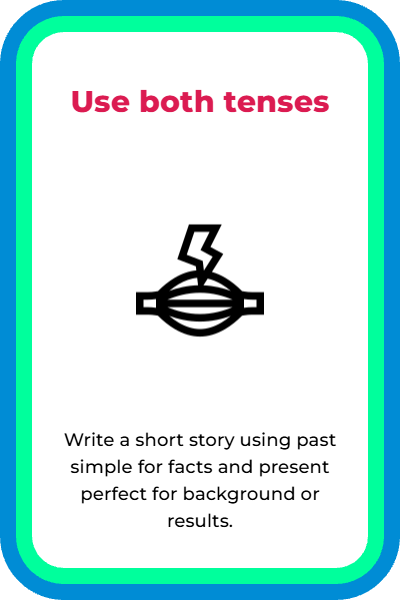 Use both tenses
Write a short story using past
simple for facts and present
perfect for background or
results.